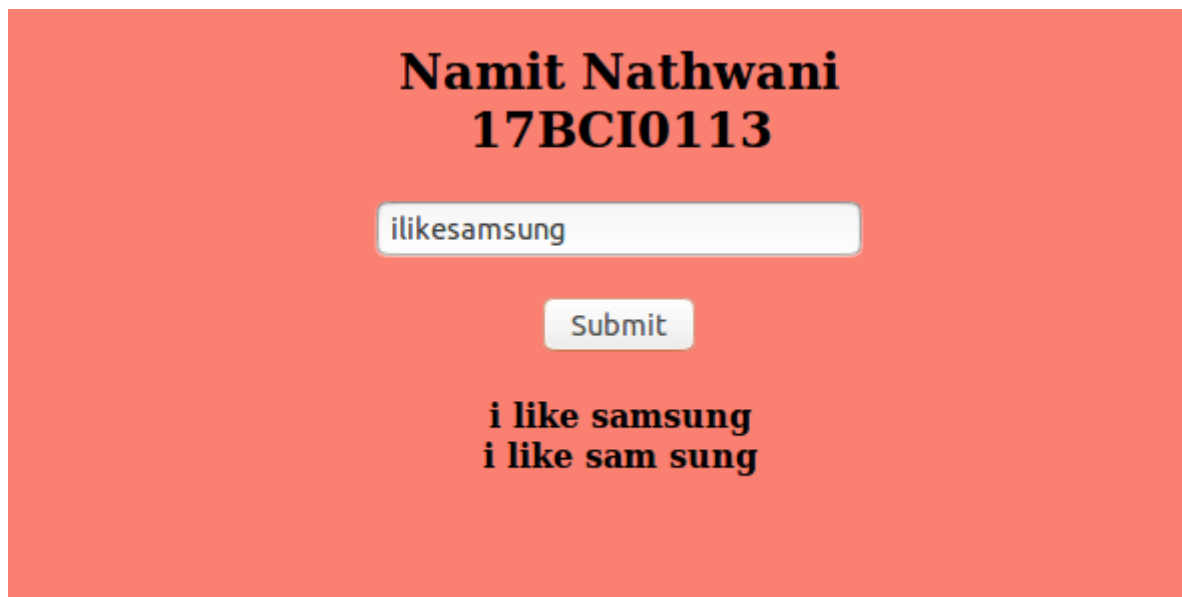 Namit Nathwani
17BCI0113
ilikesamsung
Submit
i like samsung
i like sam sung